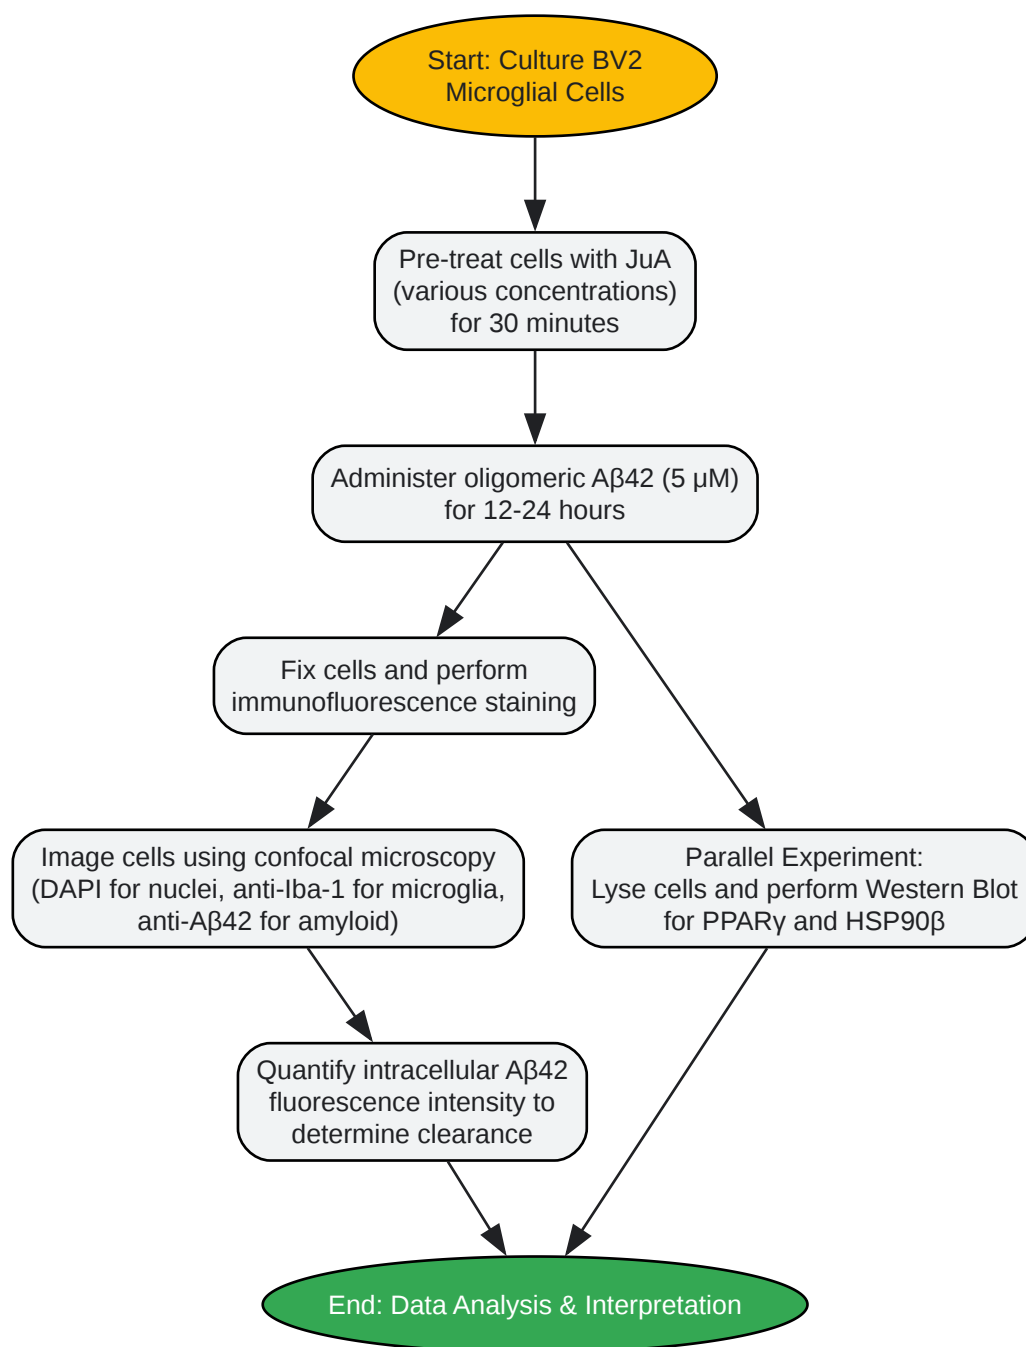 Start: Culture BV2
Microglial Cells
Pre-treat cells with JuA
(various concentrations)
for 30 minutes
Administer oligomeric Aβ42 (5 μM)
for 12-24 hours
Fix cells and perform
immunofluorescence staining
Image cells using confocal microscopy
(DAPI for nuclei, anti-Iba-1 for microglia,
anti-Aβ42 for amyloid)
Parallel Experiment:
Lyse cells and perform Western Blot
for PPARγ and HSP90β
Quantify intracellular Aβ42
fluorescence intensity to
determine clearance
End: Data Analysis & Interpretation